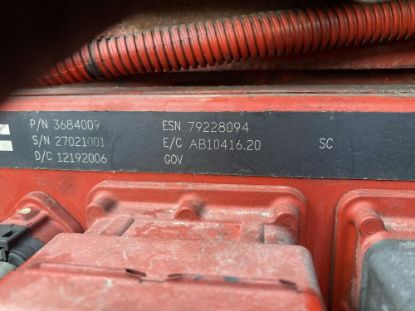 P/N 3684009 ESN 79228094
S/N 27021001 E/C AB10416.20 SC
D/C 12192006 GOV